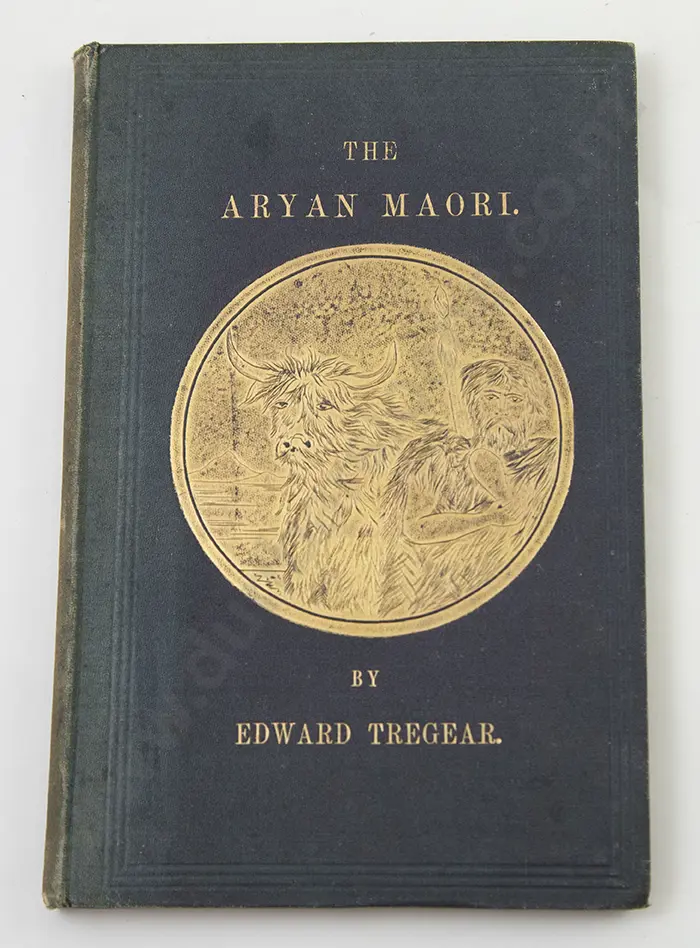 THE
ARYAN MAORI.
BY
EDWARD TREGEAR.